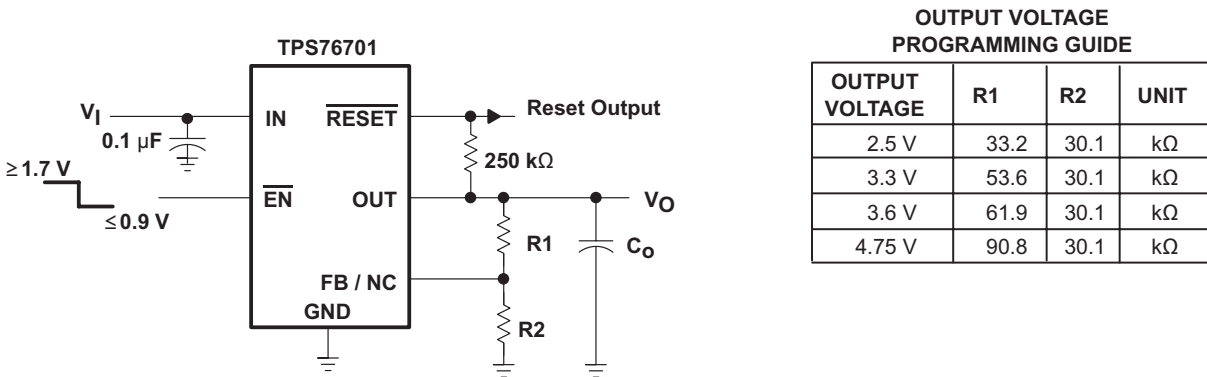 TPS76701
V_I
0.1 µF
IN
RESET
Reset Output
250 kΩ
≥ 1.7 V
≤ 0.9 V
EN
OUT
V_O
R1
C_o
FB / NC
GND
R2
OUTPUT VOLTAGE
PROGRAMMING GUIDE
OUTPUT VOLTAGE R1 R2 UNIT
2.5 V 33.2 30.1 kΩ
3.3 V 53.6 30.1 kΩ
3.6 V 61.9 30.1 kΩ
4.75 V 90.8 30.1 kΩ